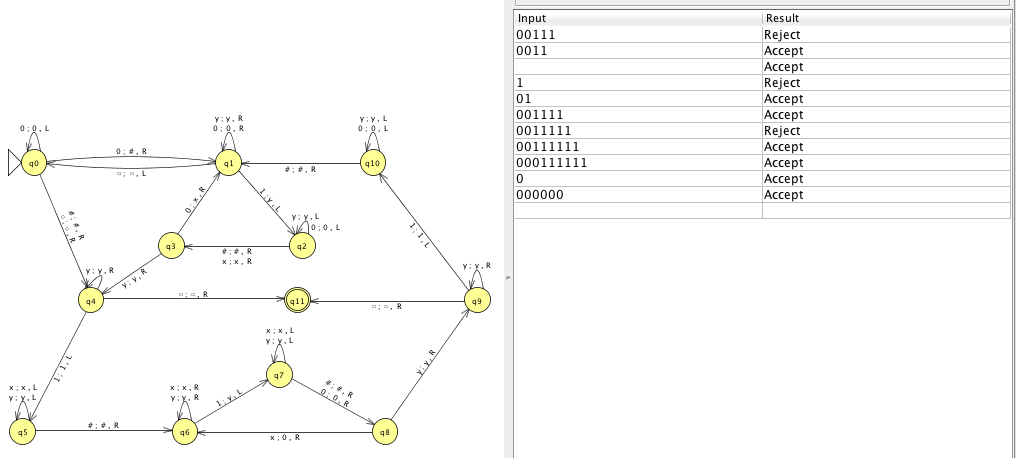 Input Result
00111 Reject
0011 Accept
Accept
1 Reject
01 Accept
001111 Accept
0011111 Reject
00111111 Accept
000111111 Accept
0 Accept
000000 Accept
0 ; 0 , L
y ; y , R
0 ; 0 , R
y ; y , L
0 ; 0 , L
q0
0 ; #, R
□ ; □ , L
q1
# ; #, R
q10
# ; #, R
□ ; □ , R
0 ; x , R
1 ; y , L
y ; y , L
0 ; 0 , L
1 ; 1 , L
q3
# ; #, R
x ; x , R
q2
y ; y , R
y ; y , R
y ; y , R
q4
□ ; □ , R
q11
□ ; □ , R
q9
1 ; 1 , L
x ; x , L
y ; y , L
q7
# ; #, R
0 ; 0 , R
y ; y , R
x ; x , L
y ; y , L
x ; x , R
y ; y , R
1 ; y , L
q5
# ; #, R
q6
x ; 0 , R
q8